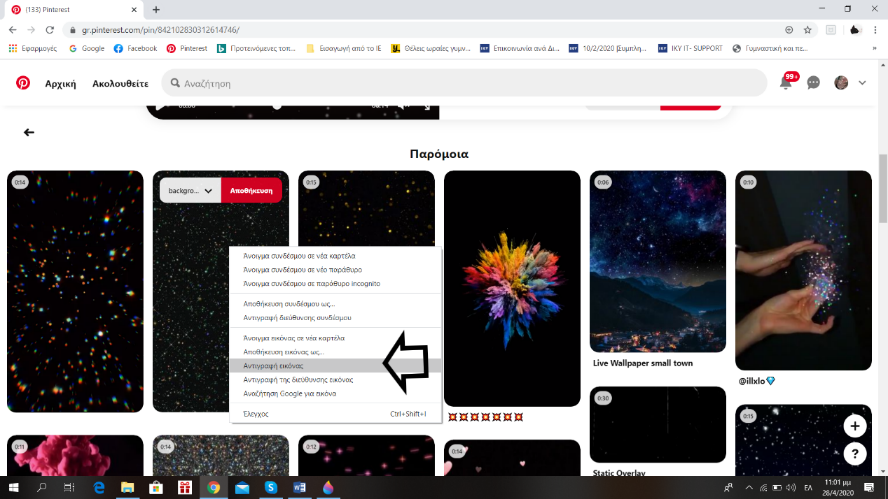 (133) Pinterest
gr.pinterest.com/pin/842102830312614746/
Εφαρμογές Google Facebook Pinterest Προτεινόμενες τοπ... Εισαγωγή από το IE Θέλεις ωραίες γυμν... Επικοινωνία ανά Δι... 10/2/2020 (Συμπλη... IKY IT- SUPPORT Γυμναστική και πε...
Αρχική Ακολουθείτε Αναζήτηση 99+
Παρόμοια
0:14 backgro... Αποθήκευση 0:15 0:06 0:10
Άνοιγμα συνδέσμου σε νέα καρτέλα
Άνοιγμα συνδέσμου σε νέο παράθυρο
Άνοιγμα συνδέσμου σε παράθυρο incognito
Αποθήκευση συνδέσμου ως...
Αντιγραφή διεύθυνσης συνδέσμου
Άνοιγμα εικόνας σε νέα καρτέλα
Αποθήκευση εικόνας ως...
Αντιγραφή εικόνας
Αντιγραφή της διεύθυνσης εικόνας
Αναζήτηση Google για εικόνα
Έλεγχος Ctrl+Shift+I
Live Wallpaper small town
@illxlo
0:30
0:15
0:11 0:14 0:12 0:14
Static Overlay
ΕΛ
11:01 μμ
28/4/2020